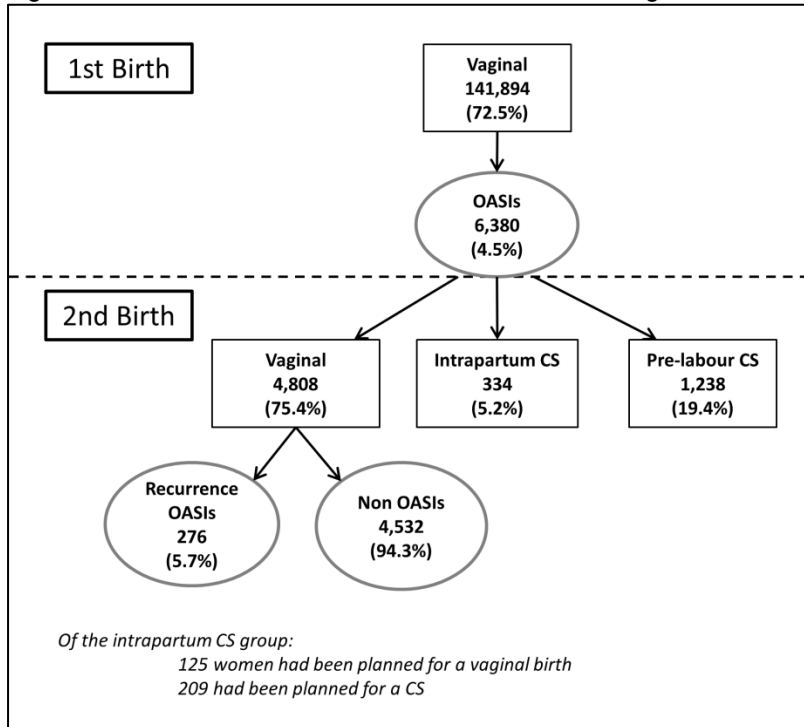 1st Birth
Vaginal
141,894
(72.5%)
OASIs
6,380
(4.5%)
2nd Birth
Vaginal
4,808
(75.4%)
Intrapartum CS
334
(5.2%)
Pre-labour CS
1,238
(19.4%)
Recurrence
OASIs
276
(5.7%)
Non OASIs
4,532
(94.3%)
Of the intrapartum CS group:
125 women had been planned for a vaginal birth
209 had been planned for a CS